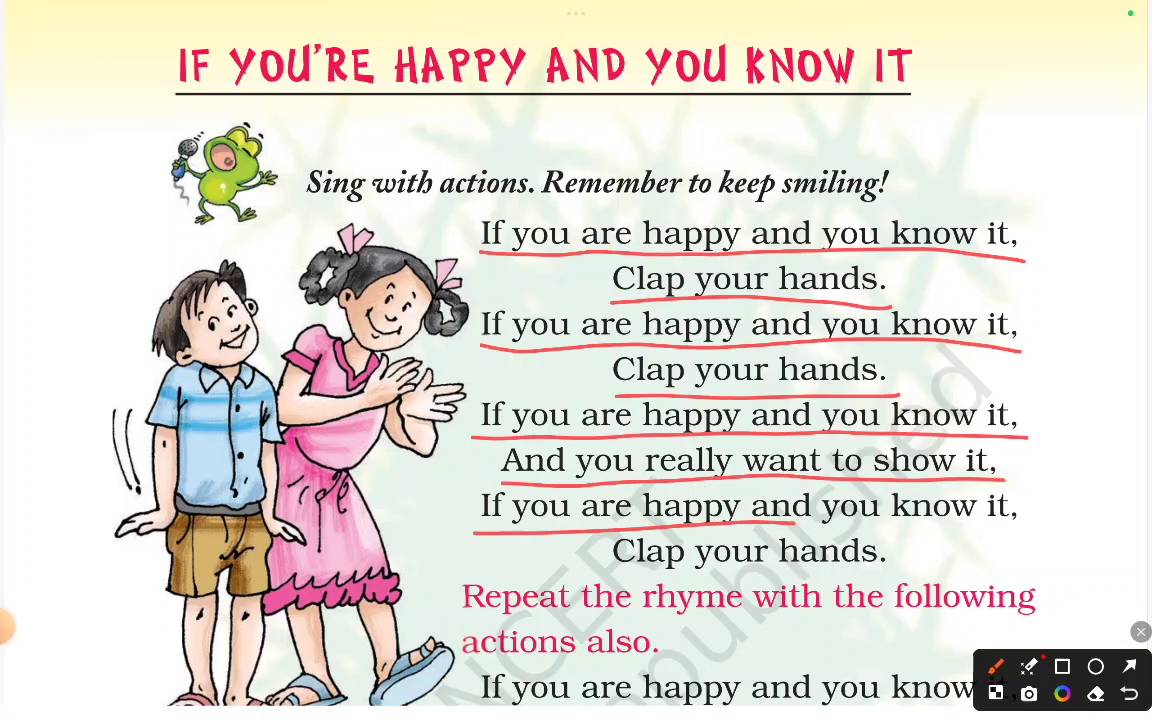 IF YOU'RE HAPPY AND YOU KNOW IT
Sing with actions. Remember to keep smiling!
If you are happy and you know it,
Clap your hands.
If you are happy and you know it,
Clap your hands.
If you are happy and you know it,
And you really want to show it,
If you are happy and you know it,
Clap your hands.
Repeat the rhyme with the following
actions also.
If you are happy and you know it,
NCERT
republished